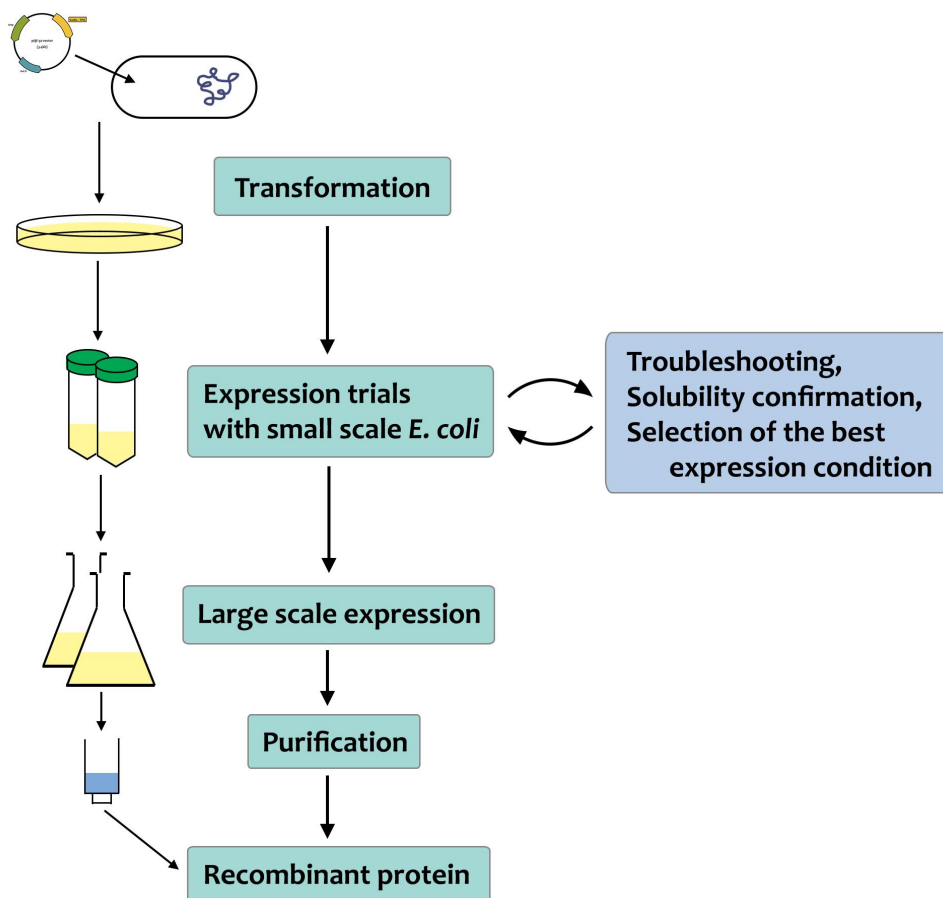 Transformation
Expression trials
with small scale E. coli
Troubleshooting,
Solubility confirmation,
Selection of the best
expression condition
Large scale expression
Purification
Recombinant protein